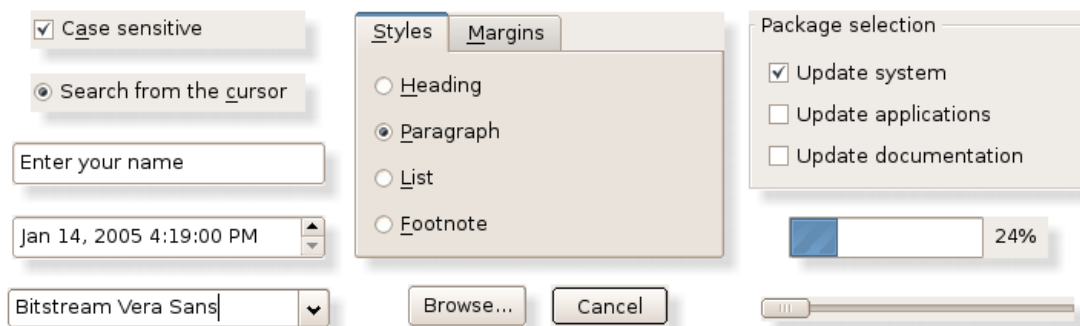 Case sensitive
Search from the cursor
Enter your name
Jan 14, 2005 4:19:00 PM
Bitstream Vera Sans
Styles Margins
Heading
Paragraph
List
Footnote
Browse... Cancel
Package selection
Update system
Update applications
Update documentation
24%